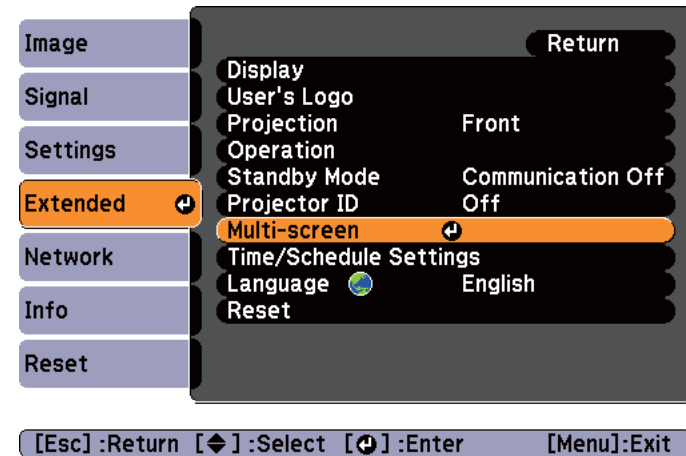 Image
Signal
Settings
Extended
Network
Info
Reset
Return
Display
User's Logo
Projection Front
Operation
Standby Mode Communication Off
Projector ID Off
Multi-screen
Time/Schedule Settings
Language English
Reset
[Esc] :Return [◆] :Select [↵] :Enter [Menu]:Exit